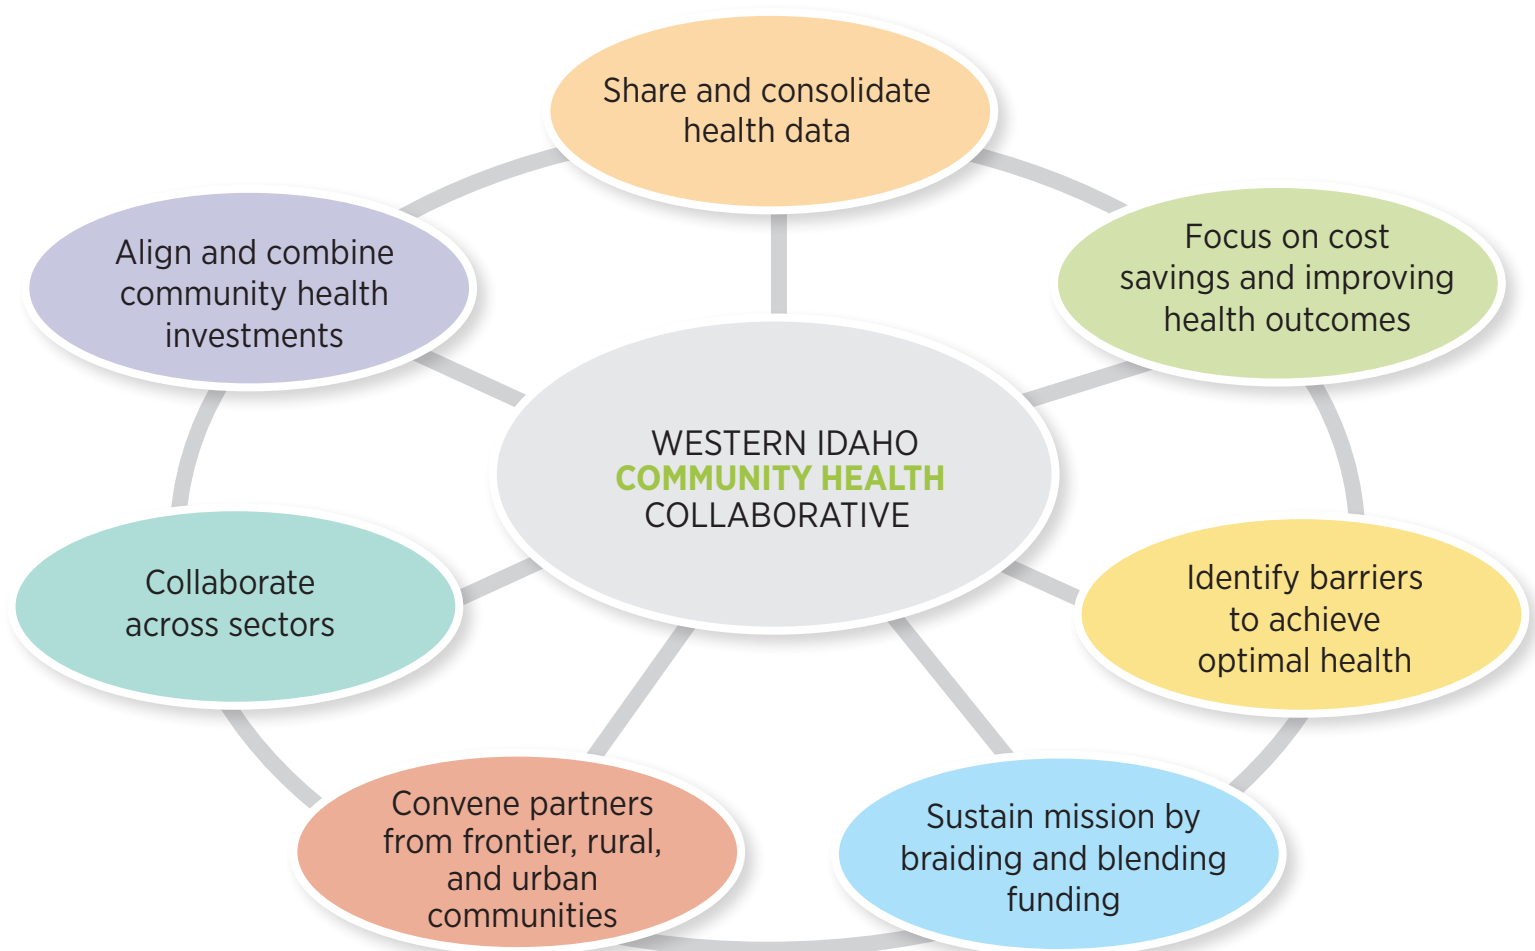 Share and consolidate
health data
Focus on cost
savings and improving
health outcomes
Identify barriers
to achieve
optimal health
Sustain mission by
braiding and blending
funding
Convene partners
from frontier, rural,
and urban
communities
Collaborate
across sectors
Align and combine
community health
investments
WESTERN IDAHO
COMMUNITY HEALTH
COLLABORATIVE